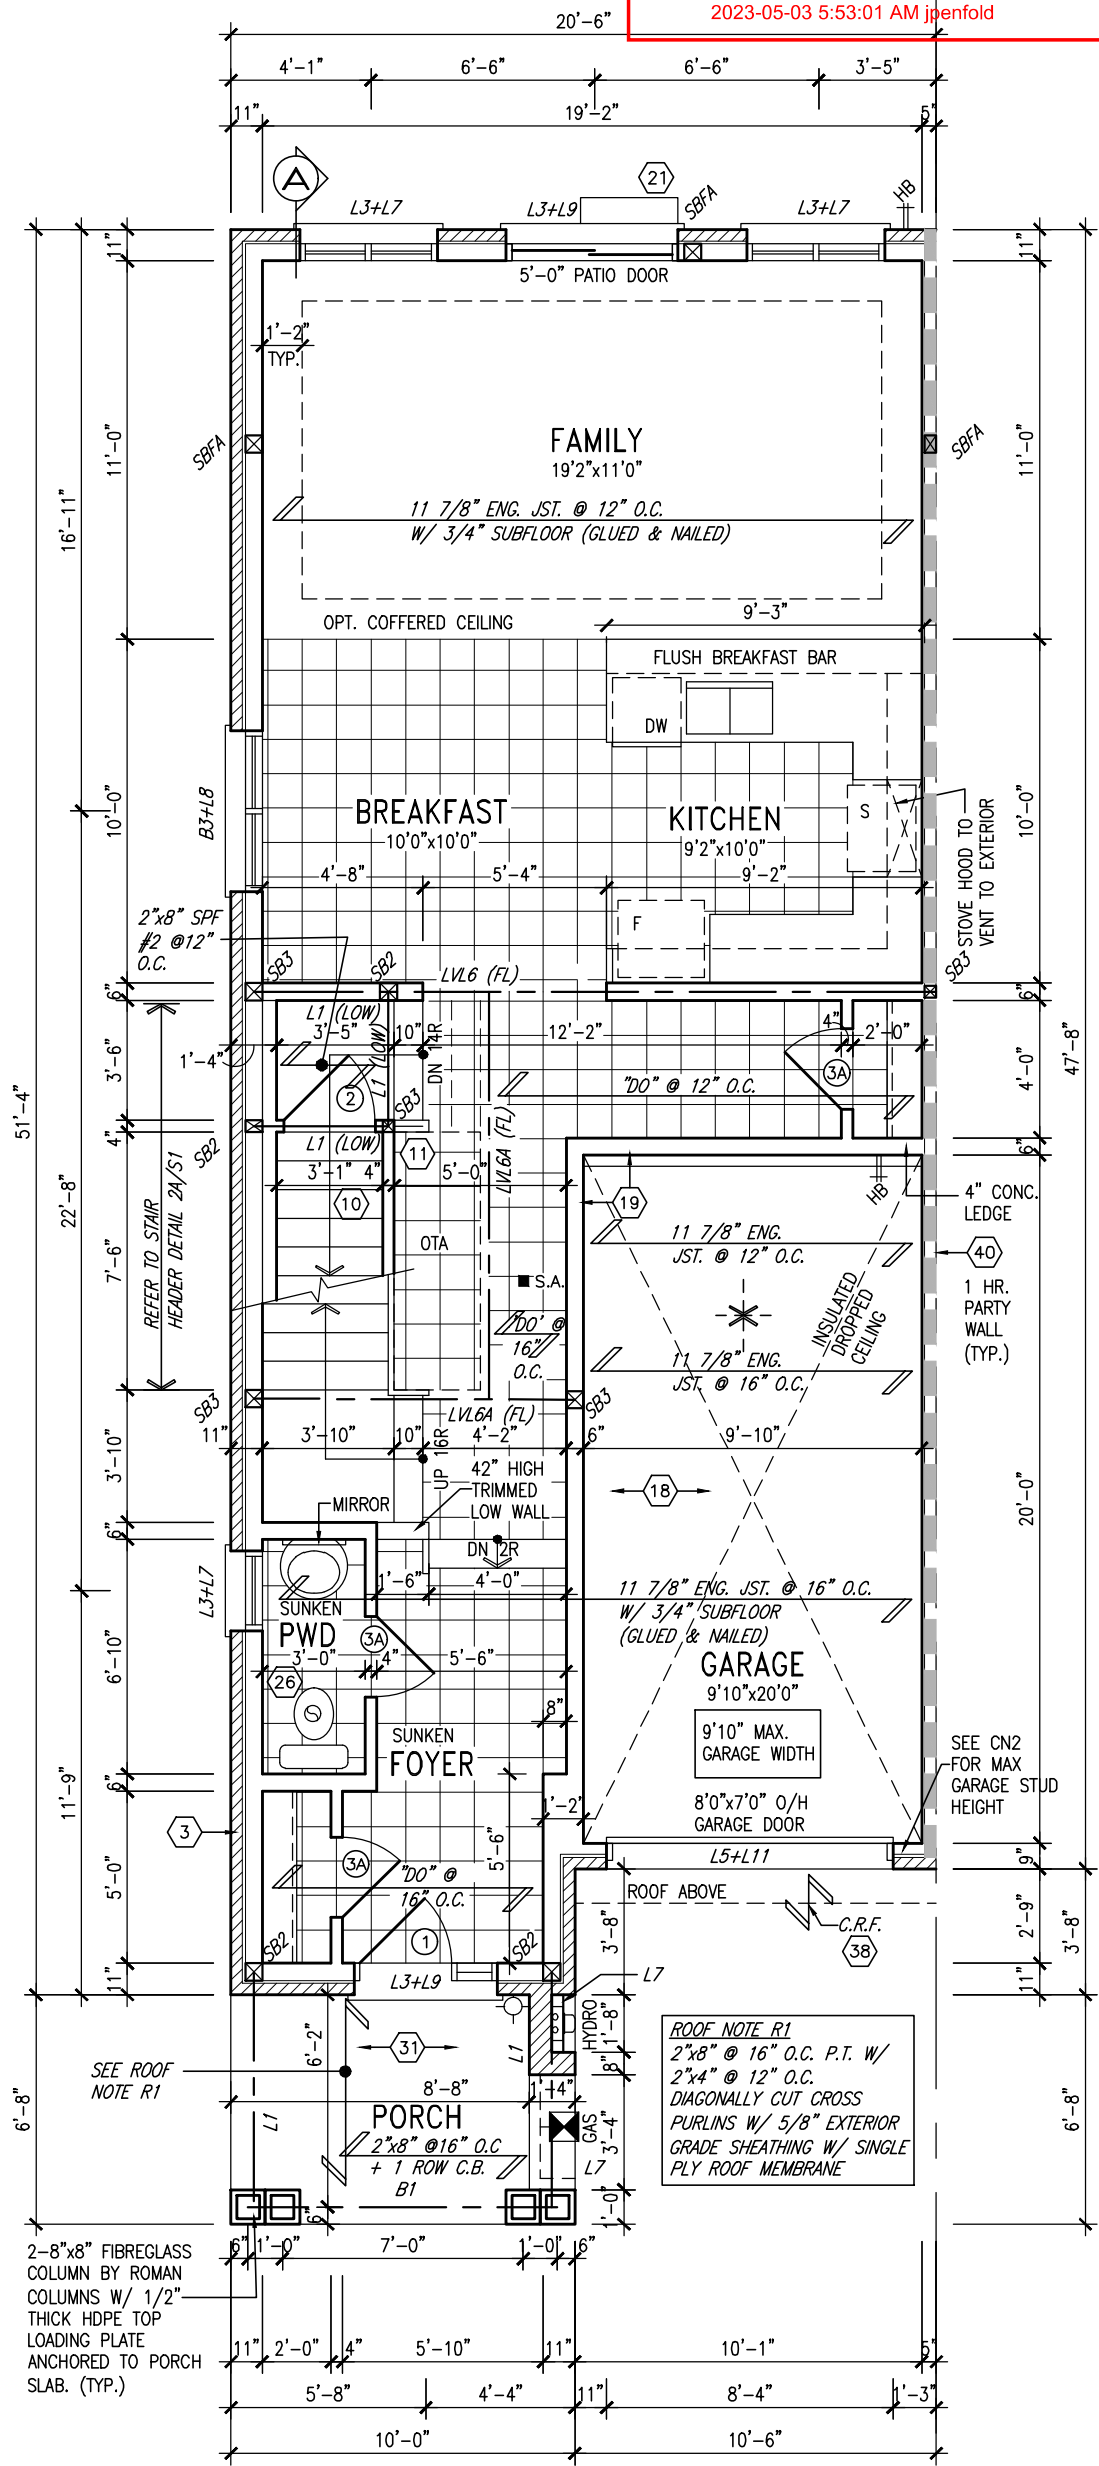 2023-05-03 5:53:01 AM jpenfold
20'-6"
4'-1" 6'-6" 6'-6" 3'-5"
11" 19'-2" 5"
A
21
L3+L7 L3+L9 SBFA L3+L7 HB
11" 11"
5'-0" PATIO DOOR
1'-2"
TYP.
SBFA 11'-0" FAMILY SBFA 11'-0"
19'2"x11'0"
16'-11"
11 7/8" ENG. JST. @ 12" O.C.
W/ 3/4" SUBFLOOR (GLUED & NAILED)
OPT. COFFERED CEILING
9'-3"
FLUSH BREAKFAST BAR
DW
B3+L8 10'-0" BREAKFAST KITCHEN S 10'-0"
10'0"x10'0" 9'2"x10'0"
4'-8" 5'-4" 9'-2"
STOVE HOOD TO
VENT TO EXTERIOR
2"x8" SPF
#2 @12"
O.C.
F
SB3 SB2 LVL6 (FL) SB3
6" 6"
L1 (LOW)
3'-5" 10" 12'-2" 4" 2'-0"
1'-4" 3'-6" L1 (LOW) DN 14R 4'-0" 47'-8"
3A
"DO" @ 12" O.C.
2
SB3
51'-4"
4" SB2 L1 (LOW) 11 LVL6A (FL) 6"
3'-1" 4" 5'-0"
22'-8"
10 19 HB 4" CONC.
LEDGE
REFER TO STAIR
HEADER DETAIL 2A/S1
7'-6"
OTA
11 7/8" ENG.
JST. @ 12" O.C.
40
1 HR.
PARTY
WALL
(TYP.)
S.A.
"DO' @
16"
O.C.
INSULATED
DROPPED
CEILING
11 7/8" ENG.
JST. @ 16" O.C.
SB3 LVL6A (FL) SB3
11" 3'-10" 10" 4'-2" 6" 9'-10"
3'-10" UP 16R
42" HIGH
TRIMMED
LOW WALL
18 20'-0"
MIRROR
6"
DN 2R
L3+L7
1'-6" 4'-0"
11 7/8" ENG. JST. @ 16" O.C.
W/ 3/4" SUBFLOOR
(GLUED & NAILED)
SUNKEN
PWD
3A
3'-0" 4" 5'-6"
6'-10"
26
GARAGE
9'10"x20'0"
8"
SUNKEN
FOYER
9'10" MAX.
GARAGE WIDTH
SEE CN2
FOR MAX
GARAGE STUD
HEIGHT
6"
11'-9"
1'-2"
8'0"x7'0" O/H
GARAGE DOOR
3
5'-6"
L5+L11
9"
3A
"DO" @
16" O.C.
5'-0"
ROOF ABOVE
C.R.F.
38
3'-8" 2'-9" 3'-8"
1
SB2 SB2
11" L3+L9 11"
L7
HYDRO
1'-8"
31
6'-2"
L1
8"
SEE ROOF
NOTE R1
ROOF NOTE R1
2"x8" @ 16" O.C. P.T. W/
2"x4" @ 12" O.C.
DIAGONALLY CUT CROSS
PURLINS W/ 5/8" EXTERIOR
GRADE SHEATHING W/ SINGLE
PLY ROOF MEMBRANE
6'-8" 8'-8" 1'-4" 6'-8"
L1
PORCH
GAS
3'-4"
2"x8" @16" O.C
+ 1 ROW C.B.
B1
L7
6" 1'-0"
6" 1'-0" 7'-0" 1'-0" 6"
2-8"x8" FIBREGLASS
COLUMN BY ROMAN
COLUMNS W/ 1/2"
THICK HDPE TOP
LOADING PLATE
ANCHORED TO PORCH
SLAB. (TYP.)
11" 2'-0" 4" 5'-10" 11" 10'-1" 5"
5'-8" 4'-4" 11" 8'-4" 1'-3"
10'-0" 10'-6"